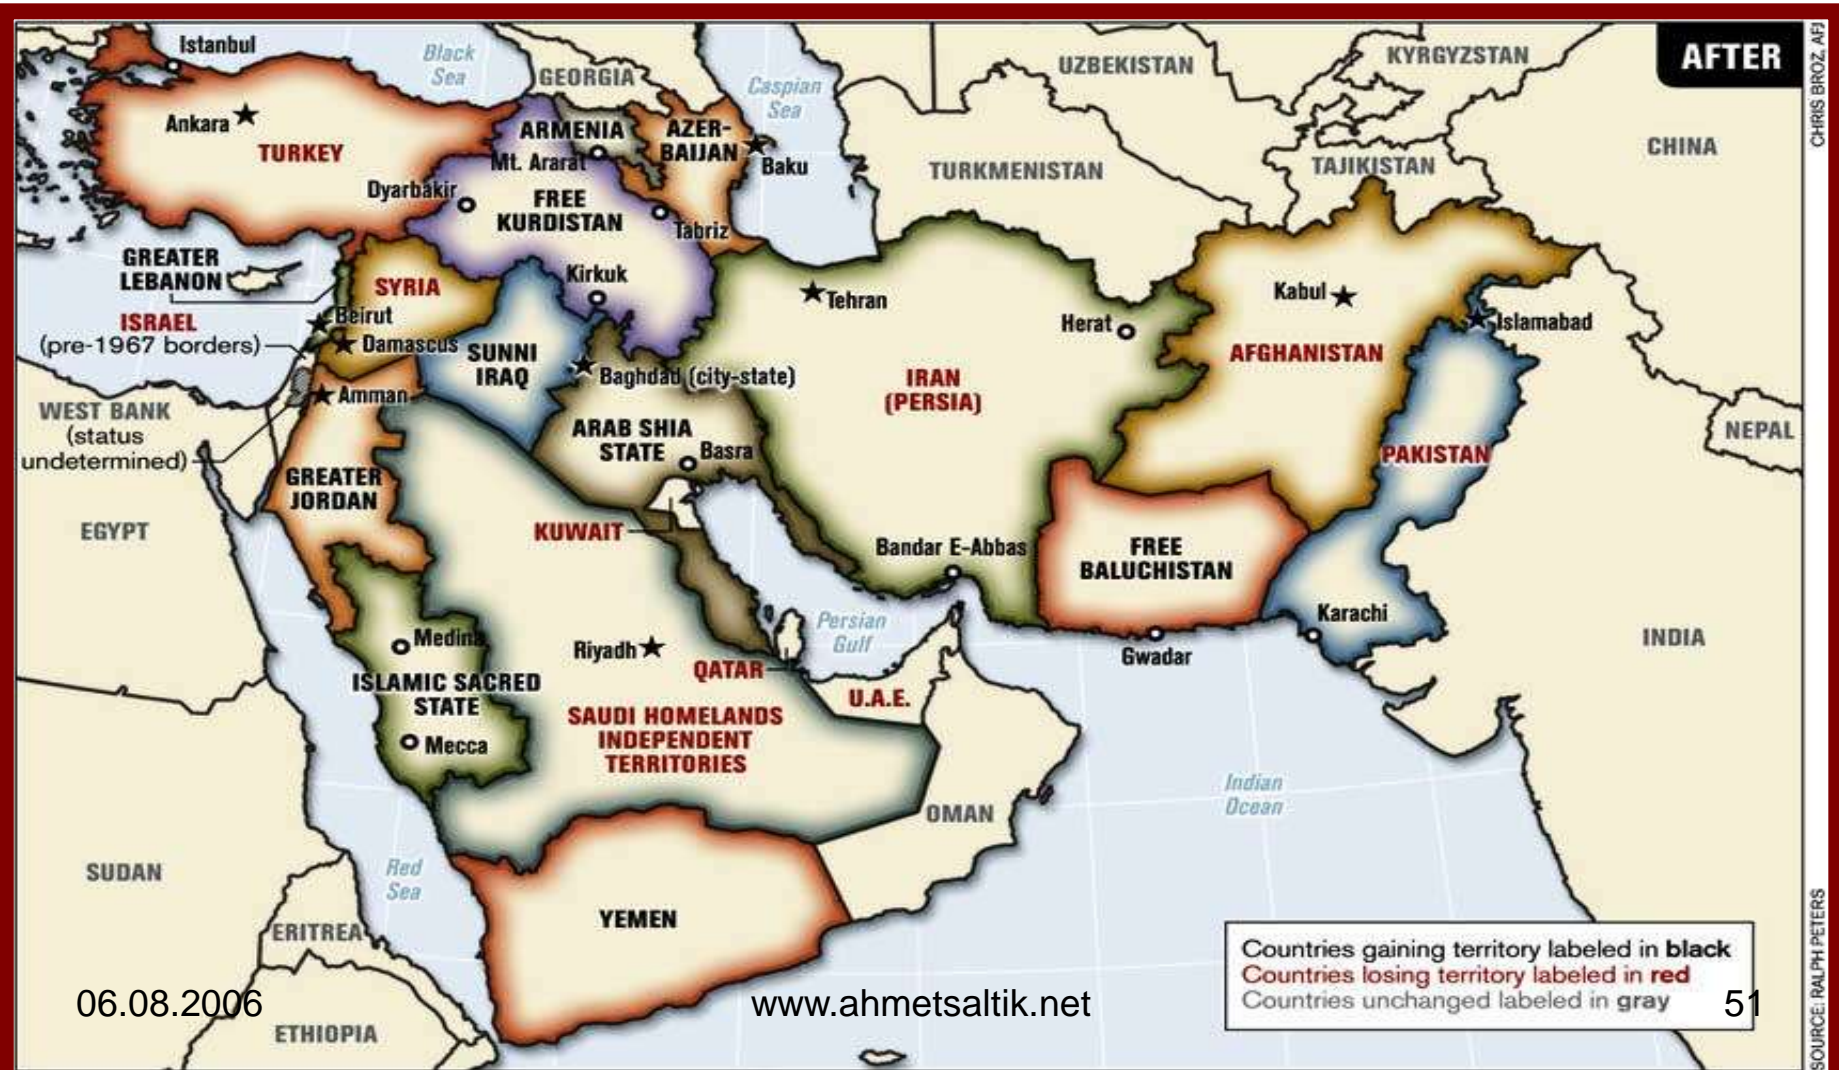 Istanbul
Black
Sea
GEORGIA
Caspian
Sea
UZBEKISTAN
KYRGYZSTAN
AFTER
CHRIS BROZ, AFJ
Ankara
TURKEY
ARMENIA
Mt. Ararat
AZER-
BAIJAN
Baku
TURKMENISTAN
TAJIKISTAN
CHINA
Dyarbakir
FREE
KURDISTAN
Tabriz
GREATER
LEBANON
SYRIA
Kirkuk
Tehran
Herat
Kabul
Islamabad
ISRAEL
(pre-1967 borders)
Beirut
Damascus
SUNNI
IRAQ
Baghdad (city-state)
IRAN
(PERSIA)
AFGHANISTAN
WEST BANK
(status
undetermined)
Amman
ARAB SHIA
STATE
Basra
PAKISTAN
NEPAL
GREATER
JORDAN
EGYPT
KUWAIT
Bandar E-Abbas
FREE
BALUCHISTAN
Karachi
Gwadar
INDIA
Medina
Riyadh
Persian
Gulf
QATAR
U.A.E.
ISLAMIC SACRED
STATE
Mecca
SAUDI HOMELANDS
INDEPENDENT
TERRITORIES
OMAN
Indian
Ocean
SUDAN
Red
Sea
YEMEN
ERITREA
ETHIOPIA
Countries gaining territory labeled in black
Countries losing territory labeled in red
Countries unchanged labeled in gray
SOURCE: RALPH PETERS
06.08.2006
www.ahmetsaltik.net
51